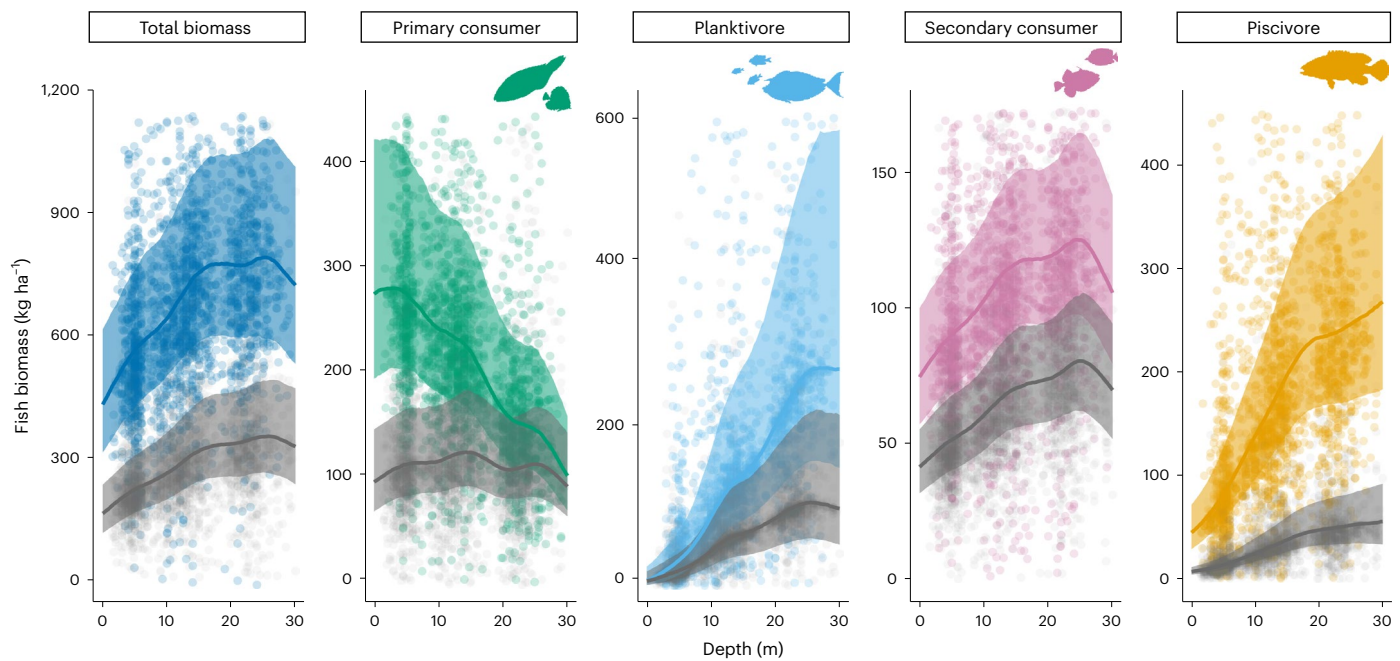 Total biomass
Primary consumer
Planktivore
Secondary consumer
Piscivore
Fish biomass (kg ha⁻¹)
1,200
900
600
300
0
400
300
200
100
0
600
400
200
0
150
100
50
0
400
300
200
100
0
0 10 20 30
0 10 20 30
0 10 20 30
0 10 20 30
0 10 20 30
Depth (m)